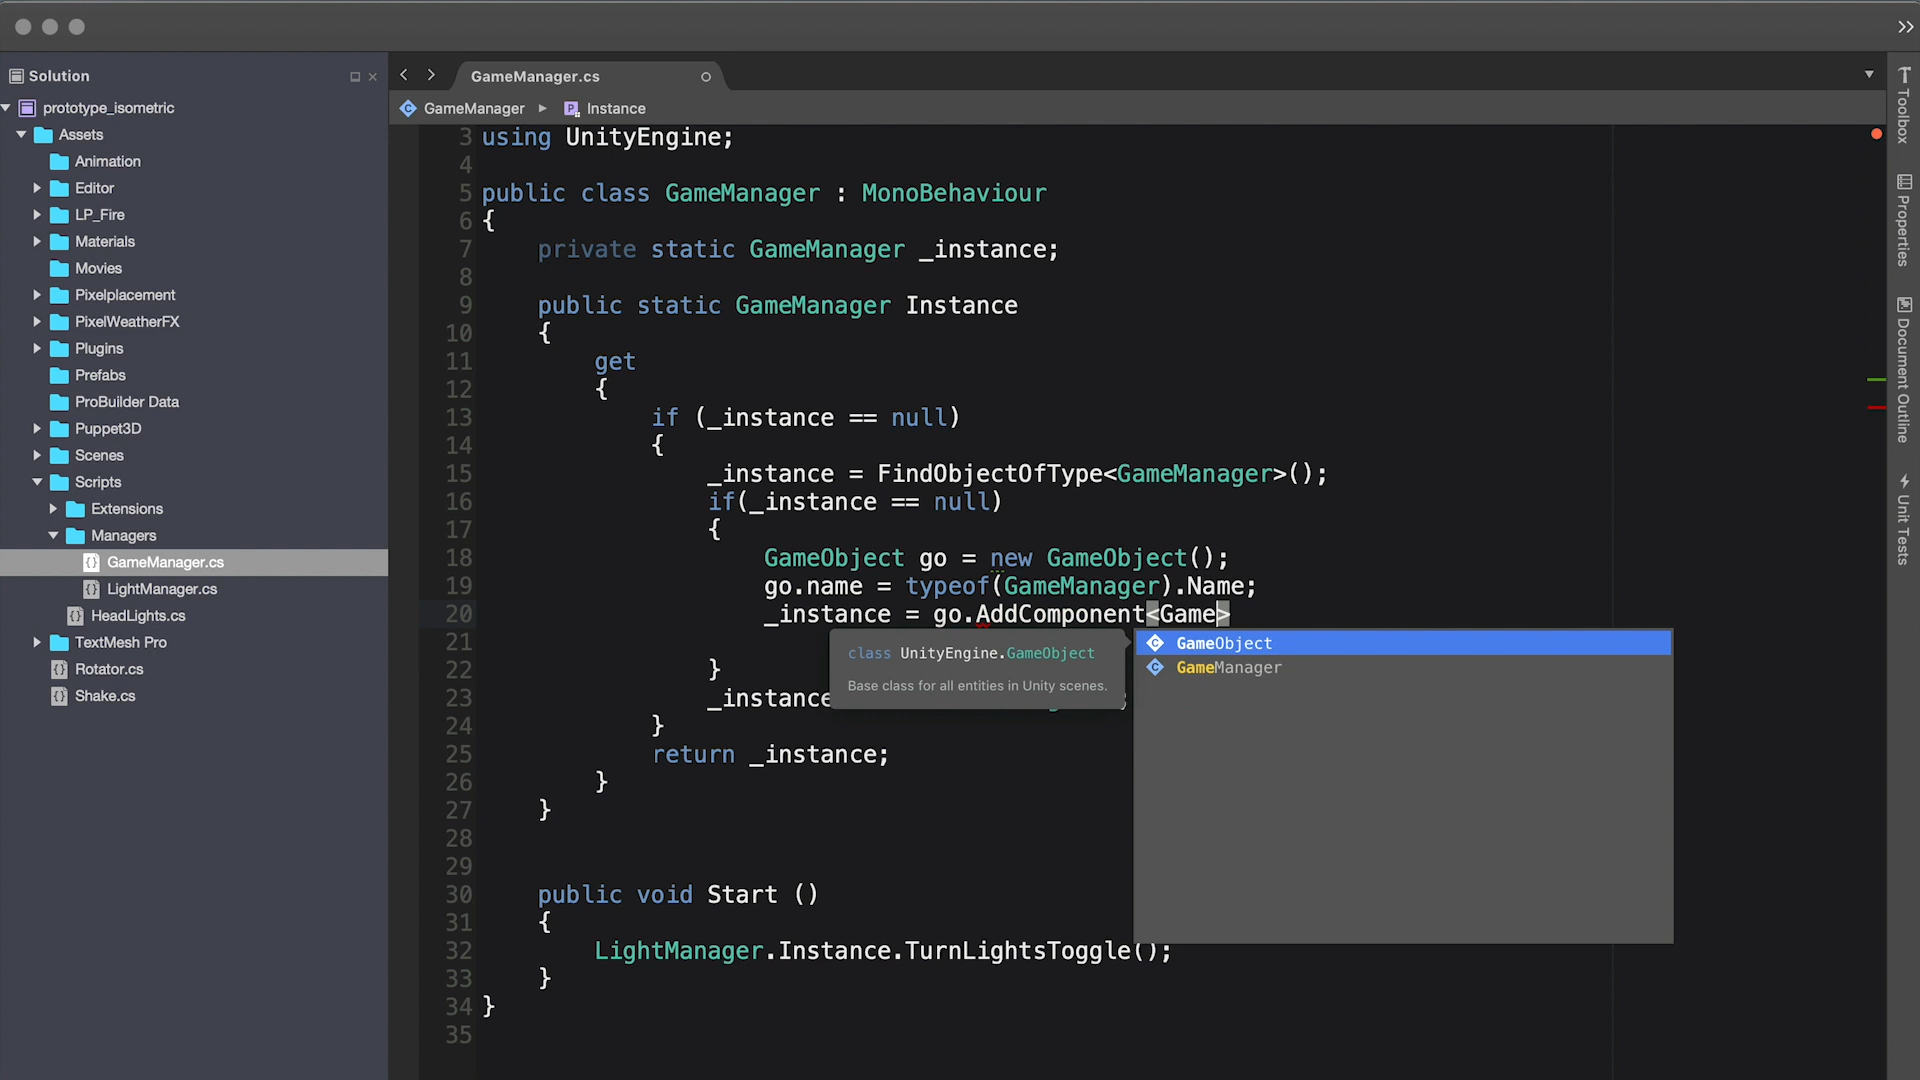 Solution
prototype_isometric
Assets
Animation
Editor
LP_Fire
Materials
Movies
Pixelplacement
PixelWeatherFX
Plugins
Prefabs
ProBuilder Data
Puppet3D
Scenes
Scripts
Extensions
Managers
GameManager.cs
LightManager.cs
HeadLights.cs
TextMesh Pro
Rotator.cs
Shake.cs
GameManager.cs
GameManager Instance
3 using UnityEngine;
4
5 public class GameManager : MonoBehaviour
6 {
7 private static GameManager _instance;
8
9 public static GameManager Instance
10 {
11 get
12 {
13 if (_instance == null)
14 {
15 _instance = FindObjectOfType<GameManager>();
16 if(_instance == null)
17 {
18 GameObject go = new GameObject();
19 go.name = typeof(GameManager).Name;
20 _instance = go.AddComponent<Game>
21
22 }
23 _instance
24 }
25 return _instance;
26 }
27 }
28
29
30 public void Start ()
31 {
32 LightManager.Instance.TurnLightsToggle();
33 }
34 }
35
class UnityEngine.GameObject
Base class for all entities in Unity scenes.
GameObject
GameManager
Toolbox
Properties
Document Outline
Unit Tests